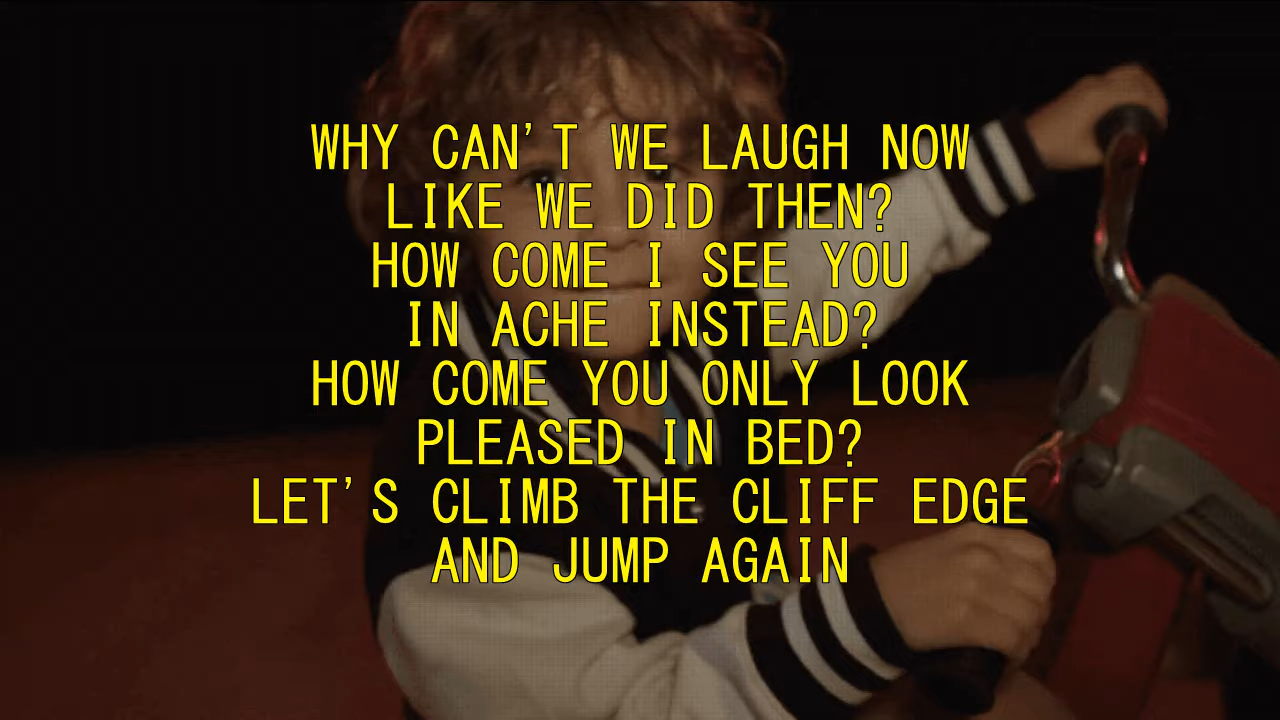 WHY CAN'T WE LAUGH NOW
LIKE WE DID THEN?
HOW COME I SEE YOU
IN ACHE INSTEAD?
HOW COME YOU ONLY LOOK
PLEASED IN BED?
LET'S CLIMB THE CLIFF EDGE
AND JUMP AGAIN